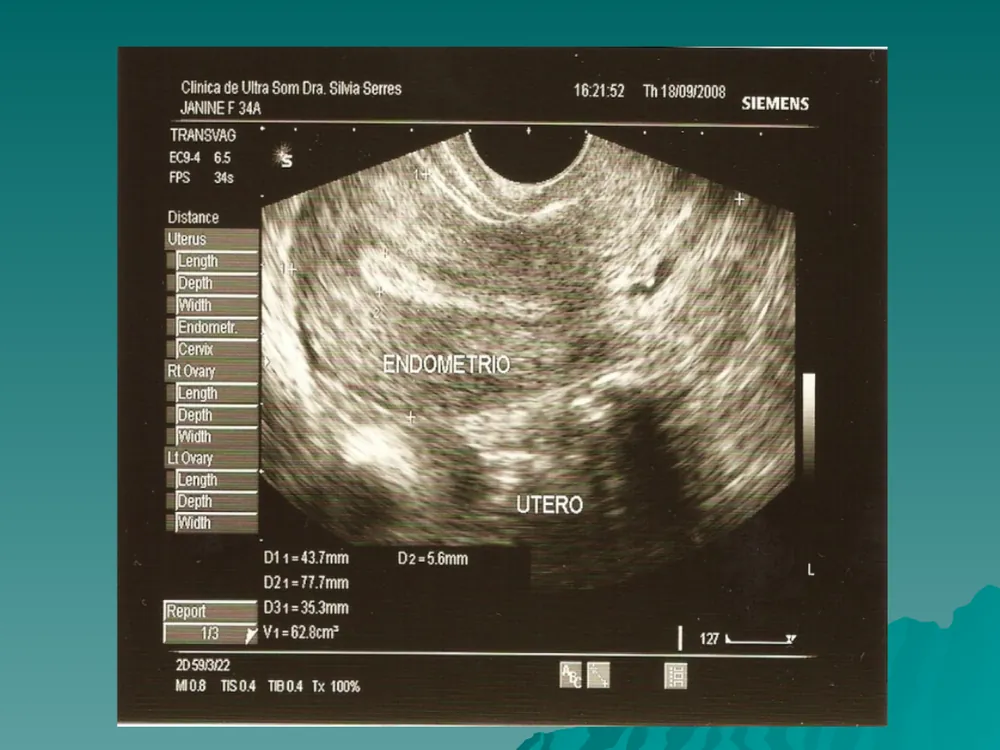 Clinica de Ultra Som Dra. Silvia Serres
16:21:52 Th 18/09/2008
SIEMENS
JANINE F 34A
TRANSVAG
EC9-4 6.5
FPS 34s
S
Distance
Uterus
Length
Depth
Width
Endometr.
Cervix
Rt Ovary
Length
Depth
Width
Lt Ovary
Length
Depth
Width
1
1
ENDOMETRIO
UTERO
L
D1 1=43.7mm D2=5.6mm
D2 1=77.7mm
D3 1=35.3mm
V1=62.8cm³
Report
1/3
127
2D 59/3/22
MI 0.8 TIS 0.4 TIB 0.4 Tx 100%
ABC